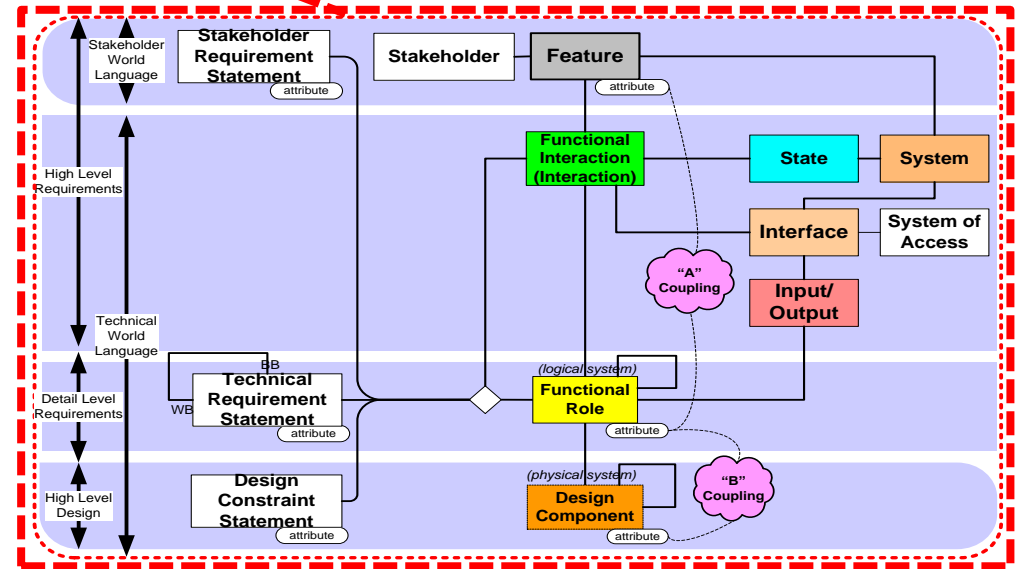 Stakeholder
World
Language
Stakeholder
Requirement
Statement
attribute
Stakeholder
Feature
attribute
High Level
Requirements
Functional
Interaction
(Interaction)
State
System
Interface
System of
Access
"A"
Coupling
Input/
Output
Technical
World
Language
BB
WB
Technical
Requirement
Statement
attribute
(logical system)
Functional
Role
attribute
Detail Level
Requirements
High Level
Design
Design
Constraint
Statement
attribute
(physical system)
Design
Component
attribute
"B"
Coupling